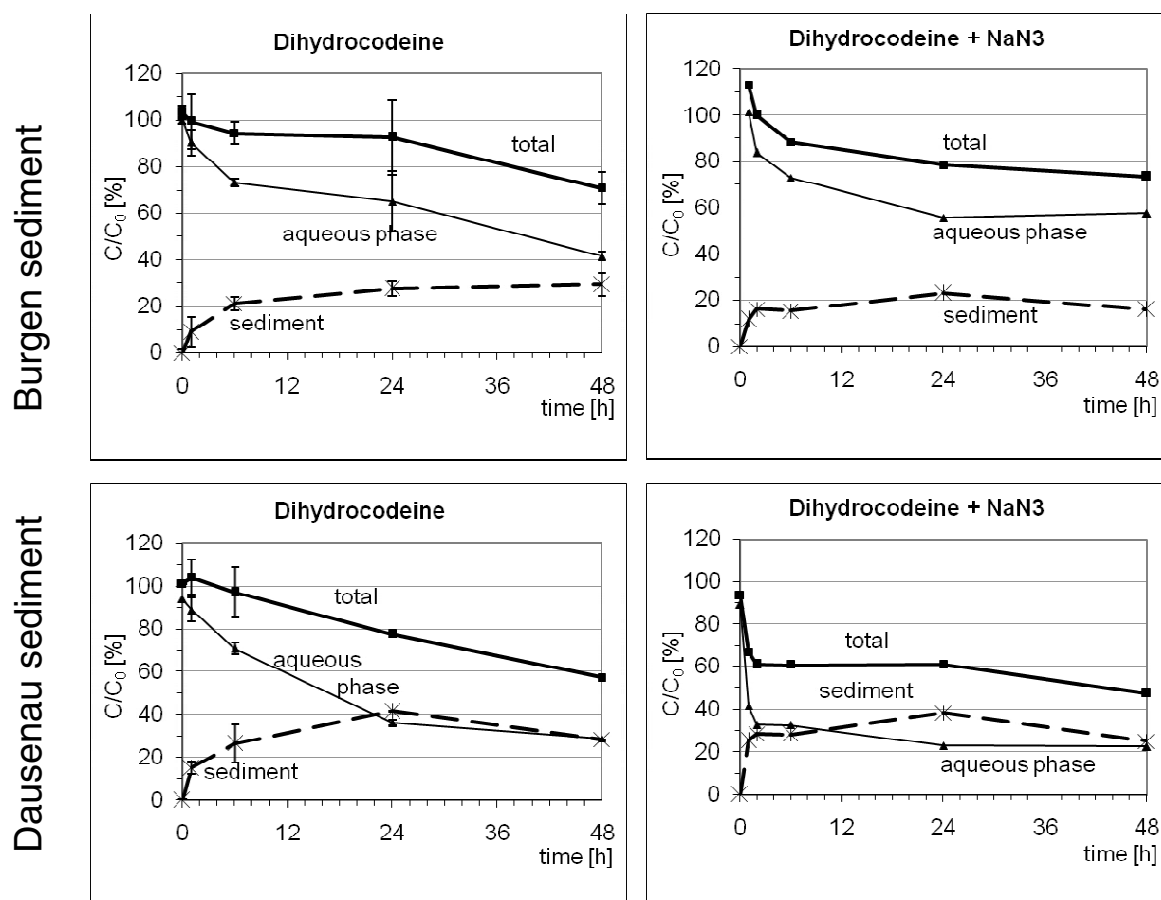 Burgen sediment
Dihydrocodeine
C/C0 [%]
120
100
80
60
40
20
0
total
aqueous phase
sediment
0 12 24 36 48
time [h]
Dihydrocodeine + NaN3
C/C0 [%]
120
100
80
60
40
20
0
total
aqueous phase
sediment
0 12 24 36 48
time [h]
Dausenau sediment
Dihydrocodeine
C/C0 [%]
120
100
80
60
40
20
0
total
aqueous
phase
sediment
0 12 24 36 48
time [h]
Dihydrocodeine + NaN3
C/C0 [%]
120
100
80
60
40
20
0
total
sediment
aqueous phase
0 12 24 36 48
time [h]